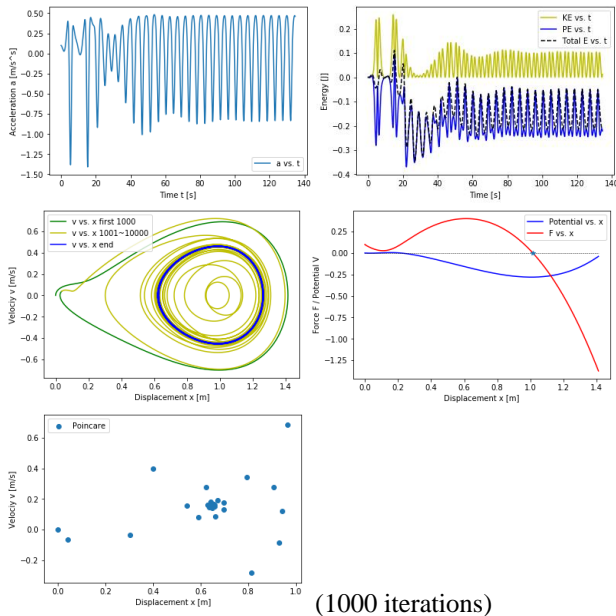 0.50
0.25
0.00
-0.25
-0.50
-0.75
-1.00
-1.25
-1.50
Acceleration a [m/s^s]
a vs. t
0 20 40 60 80 100 120 140
Time t [s]
0.3
0.2
0.1
0.0
-0.1
-0.2
-0.3
-0.4
Energy [J]
KE vs. t
PE vs. t
Total E vs. t
0 20 40 60 80 100 120 140
Time [s]
0.6
0.4
0.2
0.0
-0.2
-0.4
-0.6
Velociy v [m/s]
v vs. x first 1000
v vs. x 1001~10000
v vs. x end
0.0 0.2 0.4 0.6 0.8 1.0 1.2 1.4
Displacement x [m]
0.25
0.00
-0.25
-0.50
-0.75
-1.00
-1.25
Force F / Potential V
Potential vs. x
F vs. x
0.0 0.2 0.4 0.6 0.8 1.0 1.2 1.4
Displacement x [m]
0.6
0.4
0.2
0.0
-0.2
Velociy v [m/s]
Poincare
0.0 0.2 0.4 0.6 0.8 1.0
Displacement x [m]
(1000 iterations)